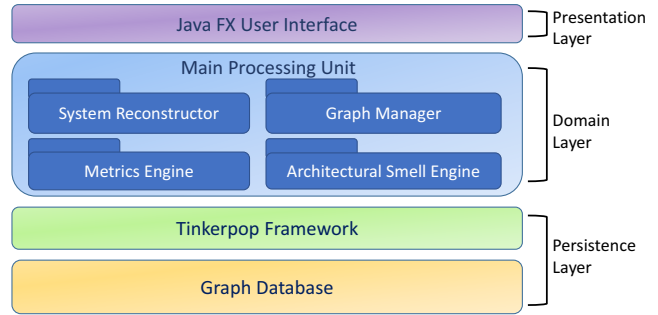 Java FX User Interface
Presentation
Layer
Main Processing Unit
System Reconstructor
Graph Manager
Metrics Engine
Architectural Smell Engine
Domain
Layer
Tinkerpop Framework
Graph Database
Persistence
Layer